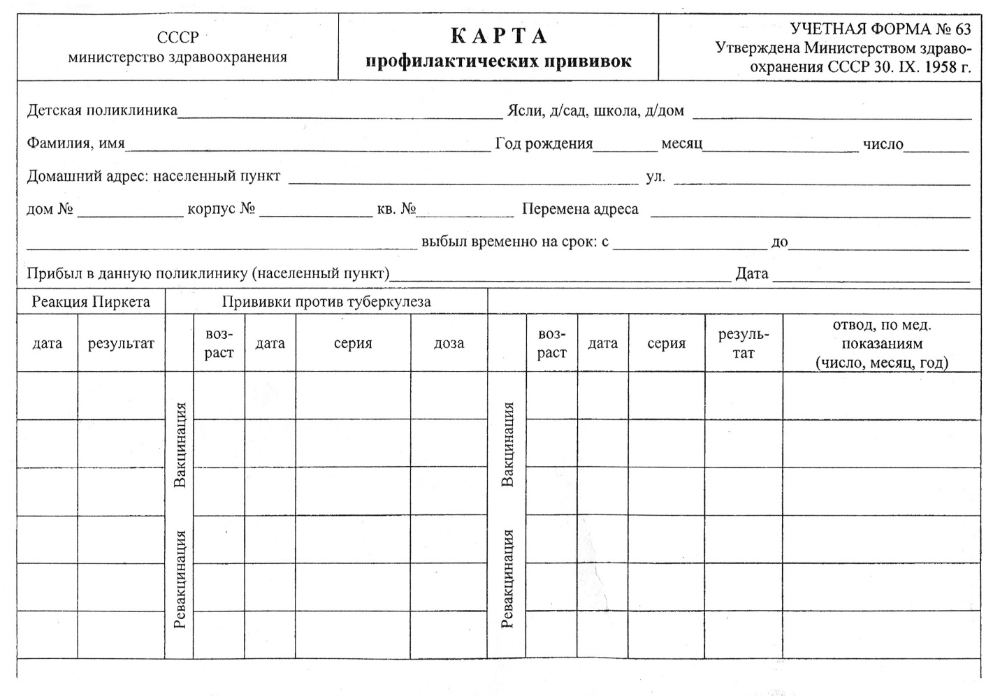 СССР
министерство здравоохранения
К А Р Т А
профилактических прививок
УЧЕТНАЯ ФОРМА № 63
Утверждена Министерством здраво-
охранения СССР 30. IX. 1958 г.
Детская поликлиника Ясли, д/сад, школа, д/дом
Фамилия, имя Год рождения месяц число
Домашний адрес: населенный пункт ул.
дом № корпус № кв. № Перемена адреса
выбыл временно на срок: с до
Прибыл в данную поликлинику (населенный пункт) Дата
Реакция Пиркета Прививки против туберкулеза
дата результат
воз-
раст
дата серия доза
воз-
раст
дата серия
резуль-
тат
отвод, по мед.
показаниям
(число, месяц, год)
Вакцинация
Ревакцинация
Вакцинация
Ревакцинация